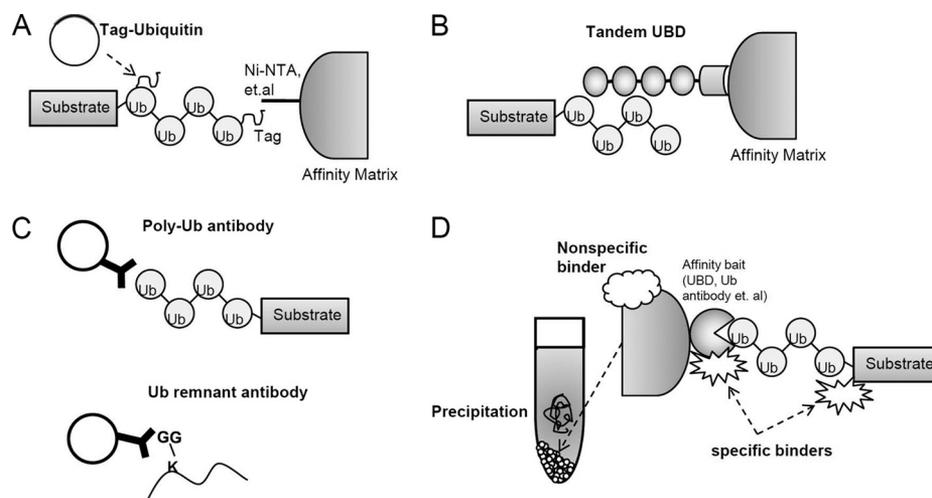 A
Tag-Ubiquitin
Ni-NTA,
et.al
Substrate
Ub
Ub
Ub
Ub
Tag
Affinity Matrix
B
Tandem UBD
Substrate
Ub
Ub
Ub
Ub
Affinity Matrix
C
Poly-Ub antibody
Ub
Ub
Ub
Ub
Substrate
Ub remnant antibody
GG
K
D
Nonspecific
binder
Affinity bait
(UBD, Ub
antibody et. al)
Ub
Ub
Ub
Ub
Substrate
Precipitation
specific binders